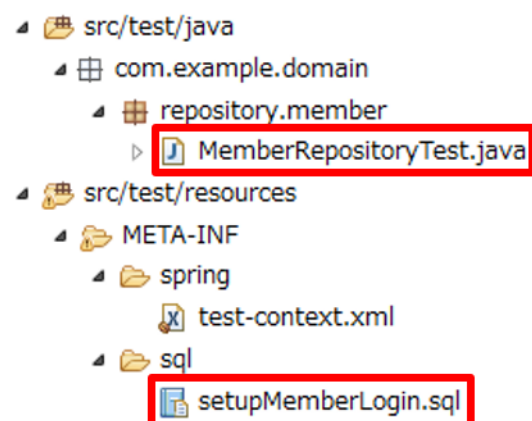 src/test/java
com.example.domain
repository.member
MemberRepositoryTest.java
src/test/resources
META-INF
spring
test-context.xml
sql
setupMemberLogin.sql